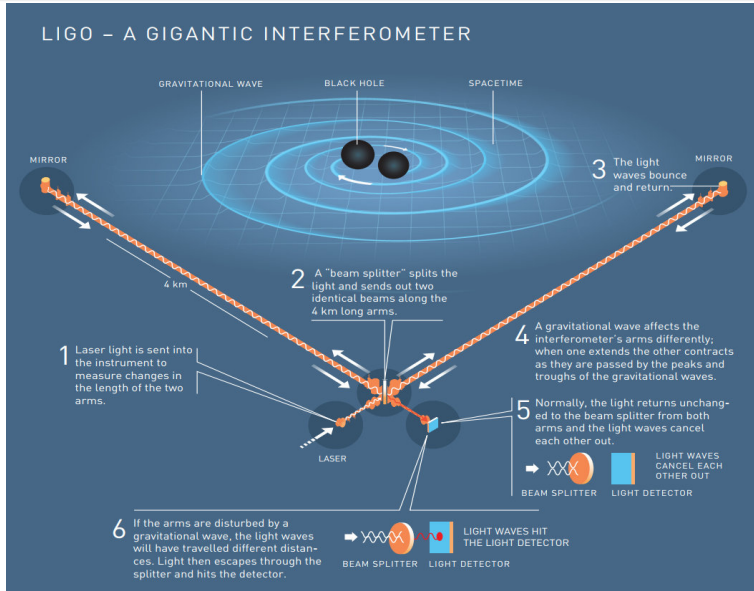 LIGO – A GIGANTIC INTERFEROMETER
GRAVITATIONAL WAVE
BLACK HOLE
SPACETIME
MIRROR
MIRROR
3 The light
waves bounce
and return.
4 km
2 A “beam splitter” splits the
light and sends out two
identical beams along the
4 km long arms.
1 Laser light is sent into
the instrument to
measure changes in
the length of the two
arms.
4 A gravitational wave affects the
interferometer’s arms differently;
when one extends the other contracts
as they are passed by the peaks and
troughs of the gravitational waves.
LASER
5 Normally, the light returns unchang-
ed to the beam splitter from both
arms and the light waves cancel
each other out.
LIGHT WAVES
CANCEL EACH
OTHER OUT
BEAM SPLITTER
LIGHT DETECTOR
6 If the arms are disturbed by a
gravitational wave, the light waves
will have travelled different distan-
ces. Light then escapes through the
splitter and hits the detector.
LIGHT WAVES HIT
THE LIGHT DETECTOR
BEAM SPLITTER
LIGHT DETECTOR